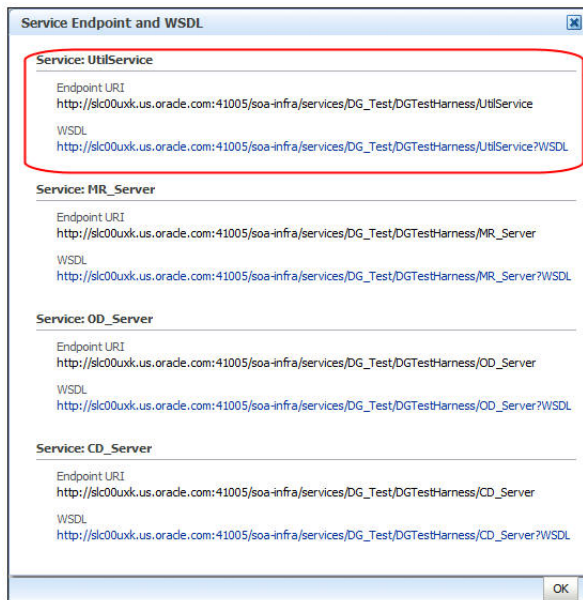 Service Endpoint and WSDL
Service: UtilService
Endpoint URI
http://slc00uxk.us.oracle.com:41005/soa-infra/services/DG_Test/DGTestHarness/UtilService
WSDL
http://slc00uxk.us.oracle.com:41005/soa-infra/services/DG_Test/DGTestHarness/UtilService?WSDL
Service: MR_Server
Endpoint URI
http://slc00uxk.us.oracle.com:41005/soa-infra/services/DG_Test/DGTestHarness/MR_Server
WSDL
http://slc00uxk.us.oracle.com:41005/soa-infra/services/DG_Test/DGTestHarness/MR_Server?WSDL
Service: OD_Server
Endpoint URI
http://slc00uxk.us.oracle.com:41005/soa-infra/services/DG_Test/DGTestHarness/OD_Server
WSDL
http://slc00uxk.us.oracle.com:41005/soa-infra/services/DG_Test/DGTestHarness/OD_Server?WSDL
Service: CD_Server
Endpoint URI
http://slc00uxk.us.oracle.com:41005/soa-infra/services/DG_Test/DGTestHarness/CD_Server
WSDL
http://slc00uxk.us.oracle.com:41005/soa-infra/services/DG_Test/DGTestHarness/CD_Server?WSDL
OK